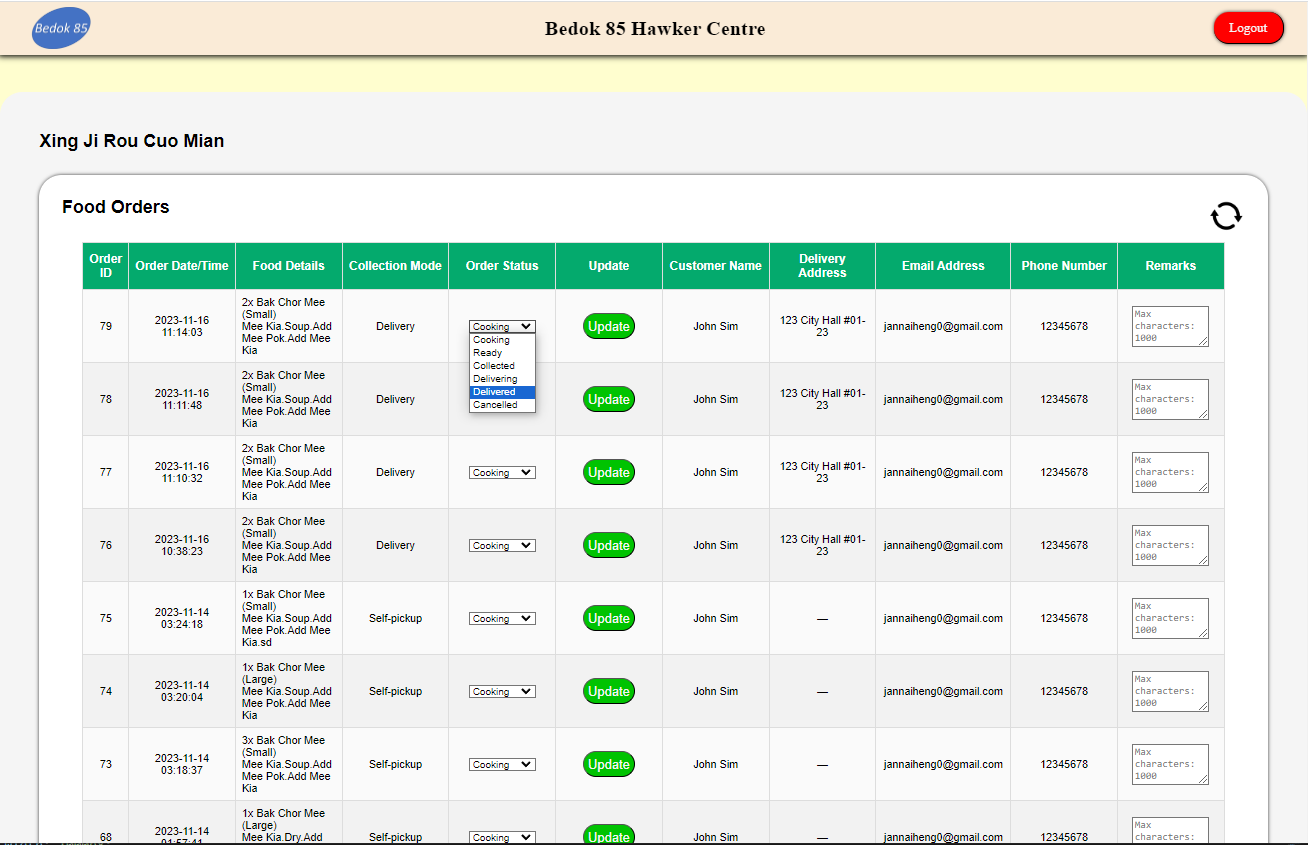 Bedok 85
Bedok 85 Hawker Centre
Logout
Xing Ji Rou Cuo Mian
Food Orders
Order ID
Order Date/Time
Food Details
Collection Mode
Order Status
Update
Customer Name
Delivery Address
Email Address
Phone Number
Remarks
79
2023-11-16
11:14:03
2x Bak Chor Mee
(Small)
Mee Kia.Soup.Add
Mee Pok.Add Mee
Kia
Delivery
Cooking
Cooking
Ready
Collected
Delivering
Delivered
Cancelled
Update
John Sim
123 City Hall #01-
23
jannaiheng0@gmail.com
12345678
Max
characters:
1000
78
2023-11-16
11:11:48
2x Bak Chor Mee
(Small)
Mee Kia.Soup.Add
Mee Pok.Add Mee
Kia
Delivery
Update
John Sim
123 City Hall #01-
23
jannaiheng0@gmail.com
12345678
Max
characters:
1000
77
2023-11-16
11:10:32
2x Bak Chor Mee
(Small)
Mee Kia.Soup.Add
Mee Pok.Add Mee
Kia
Delivery
Cooking
Update
John Sim
123 City Hall #01-
23
jannaiheng0@gmail.com
12345678
Max
characters:
1000
76
2023-11-16
10:38:23
2x Bak Chor Mee
(Small)
Mee Kia.Soup.Add
Mee Pok.Add Mee
Kia
Delivery
Cooking
Update
John Sim
123 City Hall #01-
23
jannaiheng0@gmail.com
12345678
Max
characters:
1000
75
2023-11-14
03:24:18
1x Bak Chor Mee
(Small)
Mee Kia.Soup.Add
Mee Pok.Add Mee
Kia.sd
Self-pickup
Cooking
Update
John Sim
—
jannaiheng0@gmail.com
12345678
Max
characters:
1000
74
2023-11-14
03:20:04
1x Bak Chor Mee
(Large)
Mee Kia.Soup.Add
Mee Pok.Add Mee
Kia
Self-pickup
Cooking
Update
John Sim
—
jannaiheng0@gmail.com
12345678
Max
characters:
1000
73
2023-11-14
03:18:37
3x Bak Chor Mee
(Small)
Mee Kia.Soup.Add
Mee Pok.Add Mee
Kia
Self-pickup
Cooking
Update
John Sim
—
jannaiheng0@gmail.com
12345678
Max
characters:
1000
68
2023-11-14
1x Bak Chor Mee
(Large)
Mee Kia.Dry.Add
Self-pickup
Cooking
Update
John Sim
—
jannaiheng0@gmail.com
12345678
Max
characters: